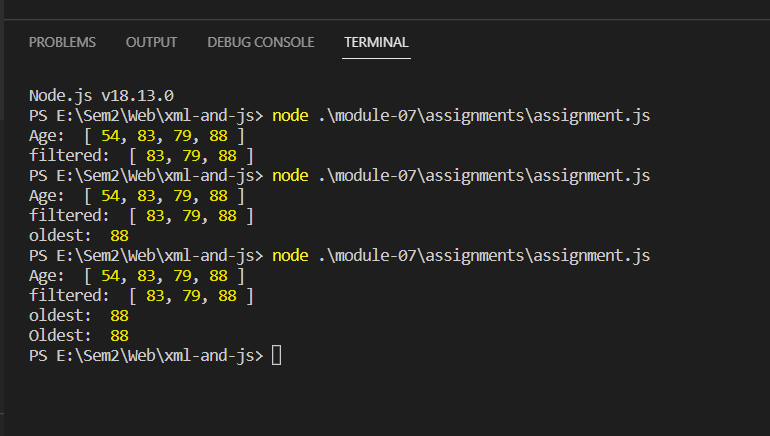 PROBLEMS OUTPUT DEBUG CONSOLE TERMINAL
Node.js v18.13.0
PS E:\Sem2\Web\xml-and-js> node .\module-07\assignments\assignment.js
Age:  [ 54, 83, 79, 88 ]
filtered:  [ 83, 79, 88 ]
PS E:\Sem2\Web\xml-and-js> node .\module-07\assignments\assignment.js
Age:  [ 54, 83, 79, 88 ]
filtered:  [ 83, 79, 88 ]
oldest:  88
PS E:\Sem2\Web\xml-and-js> node .\module-07\assignments\assignment.js
Age:  [ 54, 83, 79, 88 ]
filtered:  [ 83, 79, 88 ]
oldest:  88
Oldest:  88
PS E:\Sem2\Web\xml-and-js>